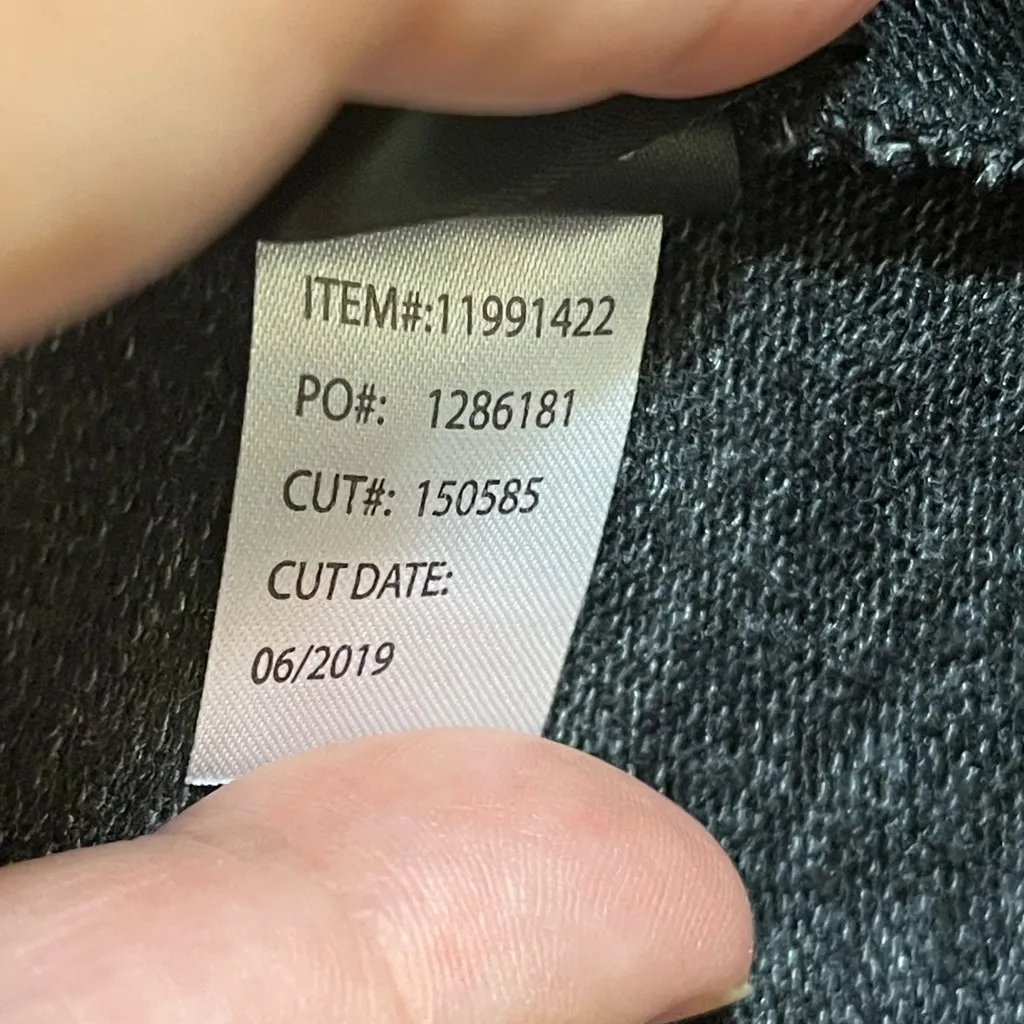 ITEM#:11991422
PO#: 1286181
CUT#: 150585
CUT DATE:
06/2019